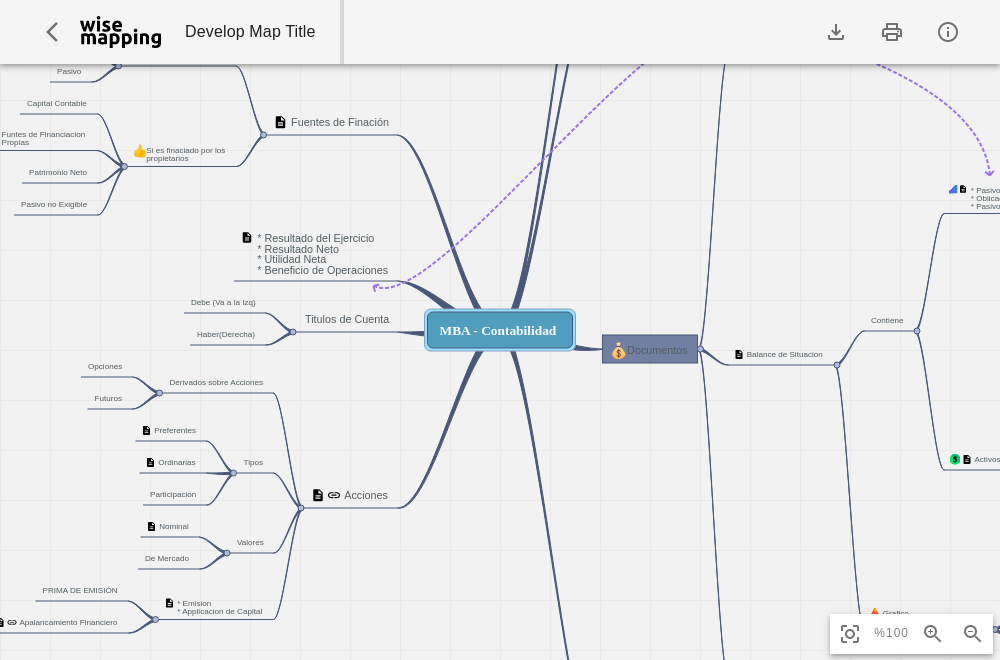 wise
mapping
Develop Map Title
Pasivo
Capital Contable
Fuentes de Finación
Funtes de Financiacion
Propias
Si es finaciado por los
propietarios
Patrimonio Neto
Pasivo no Exigible
* Pasivo
* Oblica
* Pasivo
* Resultado del Ejercicio
* Resultado Neto
* Utilidad Neta
* Beneficio de Operaciones
Debe (Va a la Izq)
Titulos de Cuenta
Haber(Derecha)
MBA - Contabilidad
Documentos
Contiene
Balance de Situacion
Opciones
Derivados sobre Acciones
Futuros
Preferentes
Ordinarias
Tipos
Participacion
Acciones
Activos
Nominal
Valores
De Mercado
PRIMA DE EMISIÓN
* Emision
* Applicacion de Capital
Apalancamiento Financiero
Grafico
%100